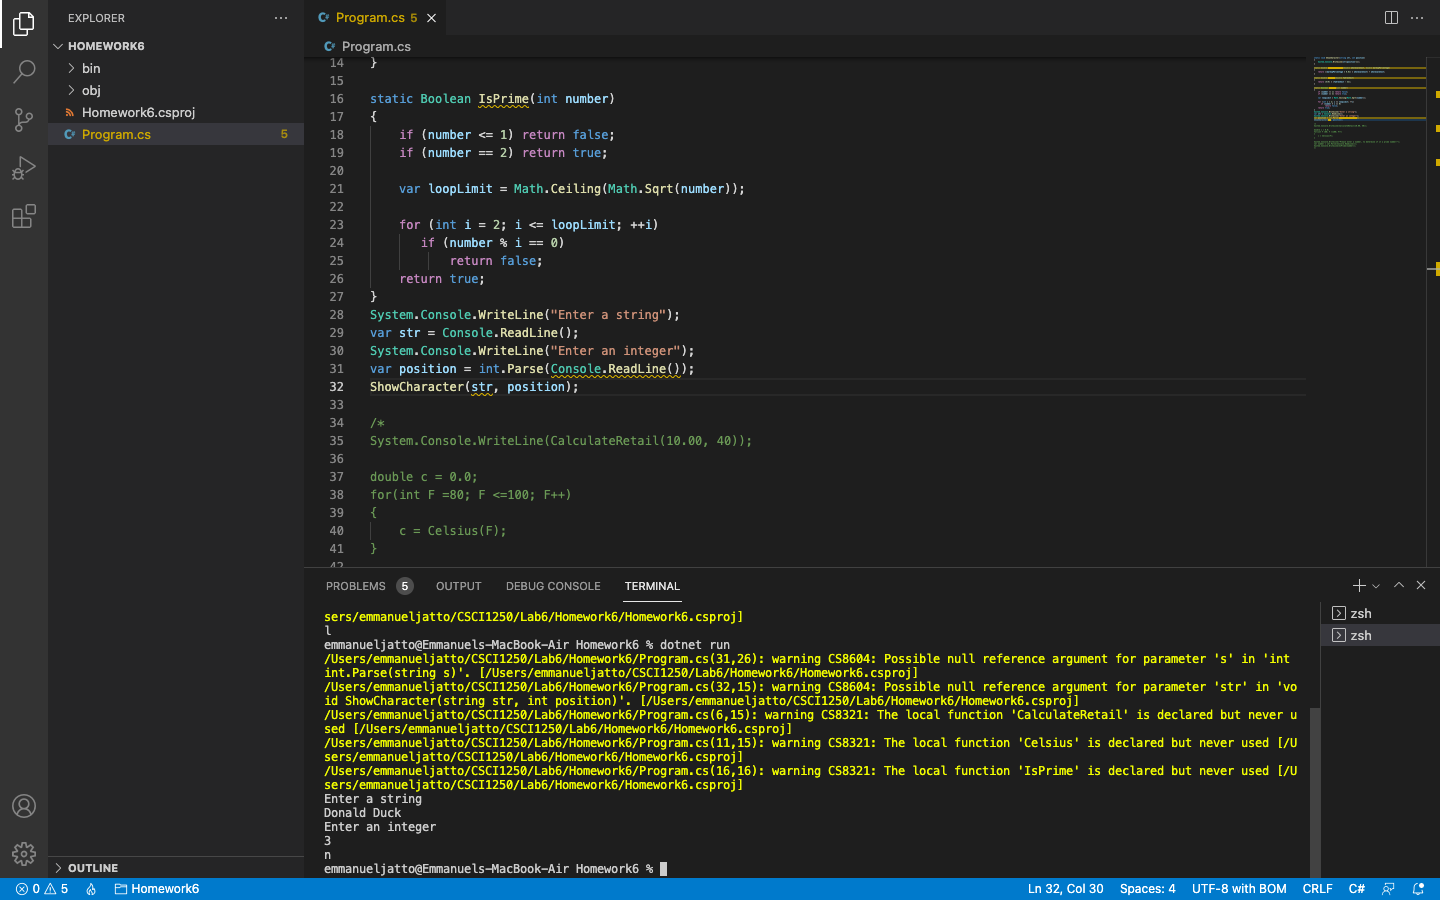 EXPLORER
HOMEWORK6
bin
obj
Homework6.csproj
Program.cs 5
OUTLINE
Program.cs 5
Program.cs
14 }
15
16 static Boolean IsPrime(int number)
17 {
18 if (number <= 1) return false;
19 if (number == 2) return true;
20
21 var loopLimit = Math.Ceiling(Math.Sqrt(number));
22
23 for (int i = 2; i <= loopLimit; ++i)
24 if (number % i == 0)
25 return false;
26 return true;
27 }
28 System.Console.WriteLine("Enter a string");
29 var str = Console.ReadLine();
30 System.Console.WriteLine("Enter an integer");
31 var position = int.Parse(Console.ReadLine());
32 ShowCharacter(str, position);
33
34 /*
35 System.Console.WriteLine(CalculateRetail(10.00, 40));
36
37 double c = 0.0;
38 for(int F =80; F <=100; F++)
39 {
40 c = Celsius(F);
41 }
42
PROBLEMS 5 OUTPUT DEBUG CONSOLE TERMINAL
sers/emmanueljatto/CSCI1250/Lab6/Homework6/Homework6.csproj]
l
emmanueljatto@Emmanuels-MacBook-Air Homework6 % dotnet run
/Users/emmanueljatto/CSCI1250/Lab6/Homework6/Program.cs(31,26): warning CS8604: Possible null reference argument for parameter 's' in 'int
int.Parse(string s)'. [/Users/emmanueljatto/CSCI1250/Lab6/Homework6/Homework6.csproj]
/Users/emmanueljatto/CSCI1250/Lab6/Homework6/Program.cs(32,15): warning CS8604: Possible null reference argument for parameter 'str' in 'vo
id ShowCharacter(string str, int position)'. [/Users/emmanueljatto/CSCI1250/Lab6/Homework6/Homework6.csproj]
/Users/emmanueljatto/CSCI1250/Lab6/Homework6/Program.cs(6,15): warning CS8321: The local function 'CalculateRetail' is declared but never u
sed [/Users/emmanueljatto/CSCI1250/Lab6/Homework6/Homework6.csproj]
/Users/emmanueljatto/CSCI1250/Lab6/Homework6/Program.cs(11,15): warning CS8321: The local function 'Celsius' is declared but never used [/U
sers/emmanueljatto/CSCI1250/Lab6/Homework6/Homework6.csproj]
/Users/emmanueljatto/CSCI1250/Lab6/Homework6/Program.cs(16,16): warning CS8321: The local function 'IsPrime' is declared but never used [/U
sers/emmanueljatto/CSCI1250/Lab6/Homework6/Homework6.csproj]
Enter a string
Donald Duck
Enter an integer
3
n
emmanueljatto@Emmanuels-MacBook-Air Homework6 %
zsh
zsh
0 5 Homework6 Ln 32, Col 30 Spaces: 4 UTF-8 with BOM CRLF C#